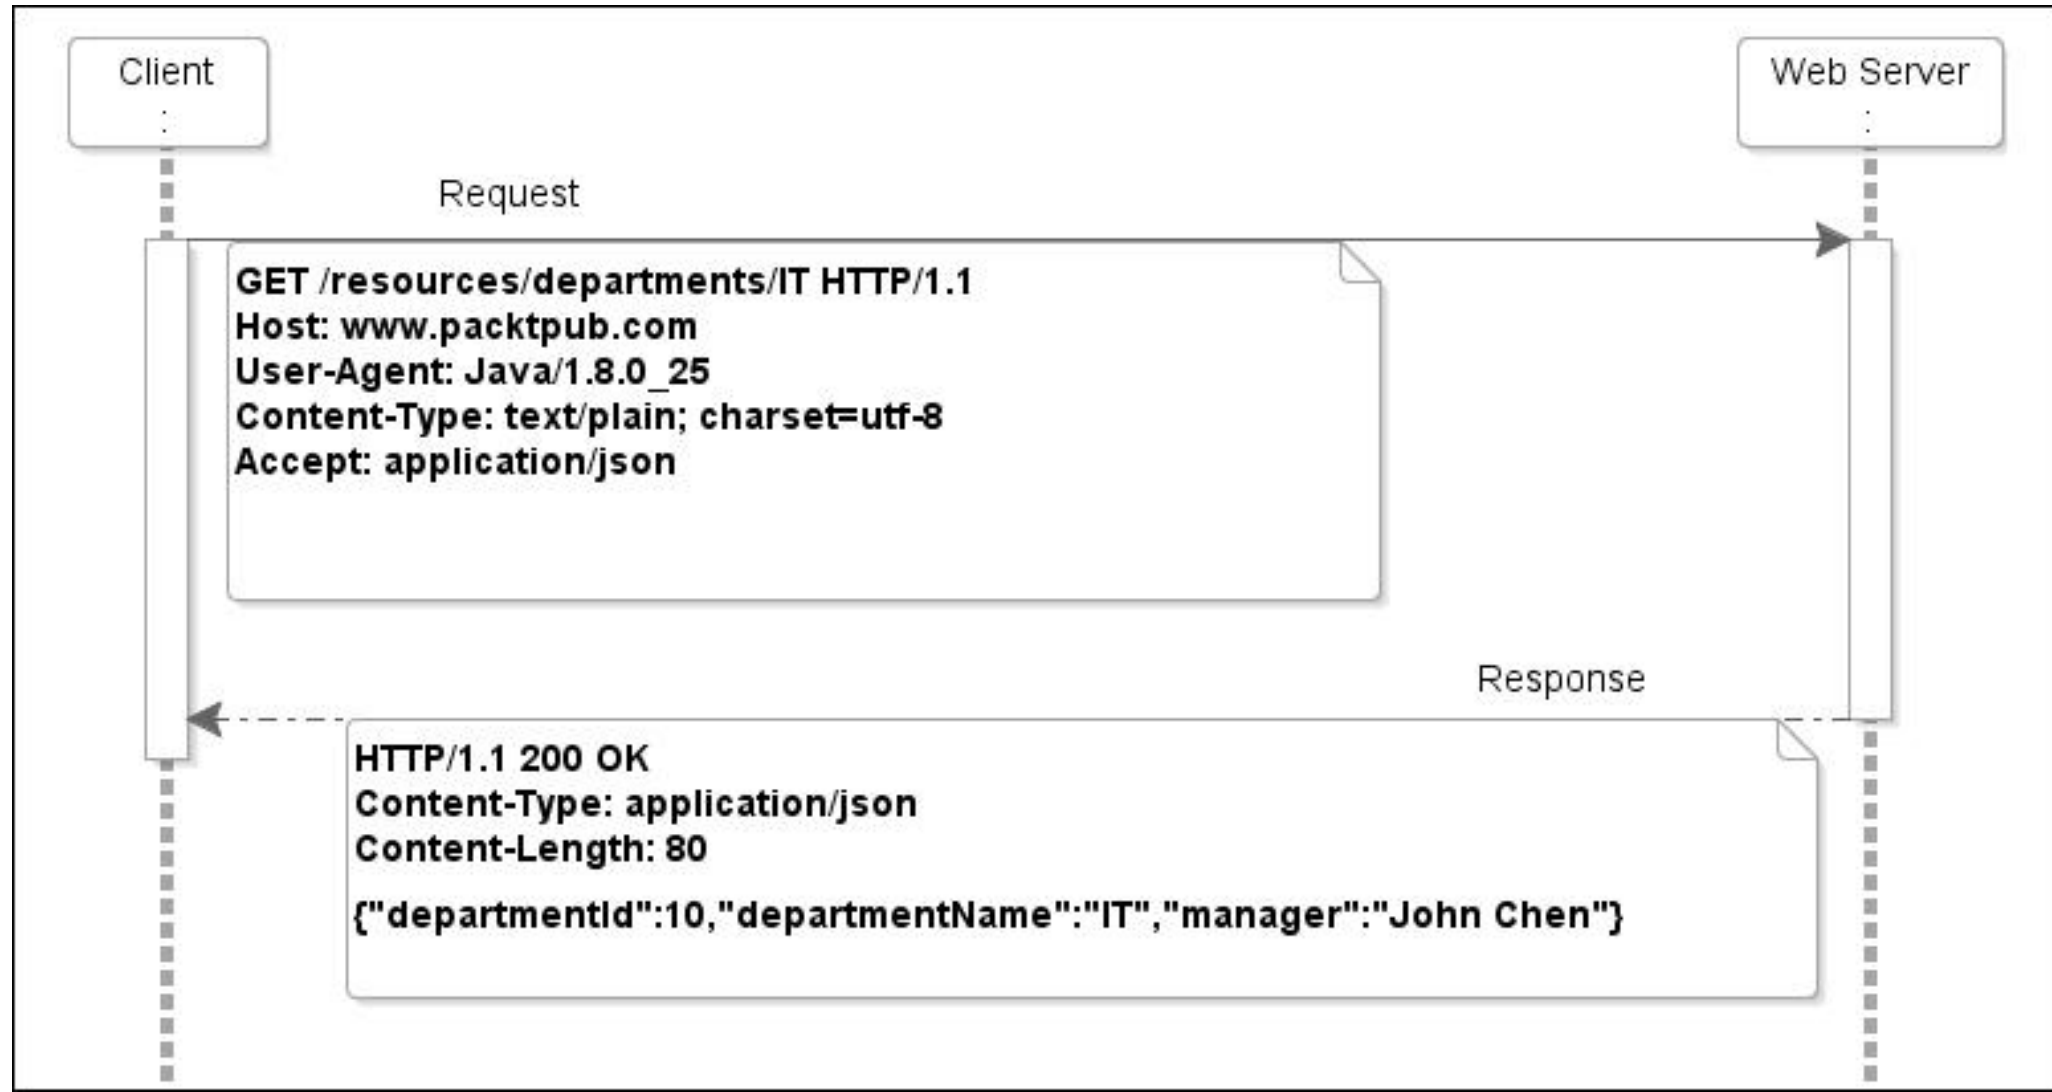 Client
Web Server
Request
GET /resources/departments/IT HTTP/1.1
Host: www.packtpub.com
User-Agent: Java/1.8.0_25
Content-Type: text/plain; charset=utf-8
Accept: application/json
Response
HTTP/1.1 200 OK
Content-Type: application/json
Content-Length: 80
{"departmentId":10,"departmentName":"IT","manager":"John Chen"}